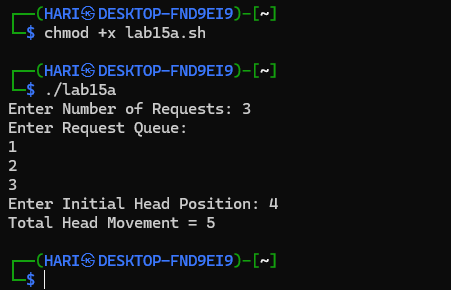 ┌──(HARI㉿DESKTOP-FND9EI9)-[~]
└─$ chmod +x lab15a.sh
┌──(HARI㉿DESKTOP-FND9EI9)-[~]
└─$ ./lab15a
Enter Number of Requests: 3
Enter Request Queue:
1
2
3
Enter Initial Head Position: 4
Total Head Movement = 5
┌──(HARI㉿DESKTOP-FND9EI9)-[~]
└─$